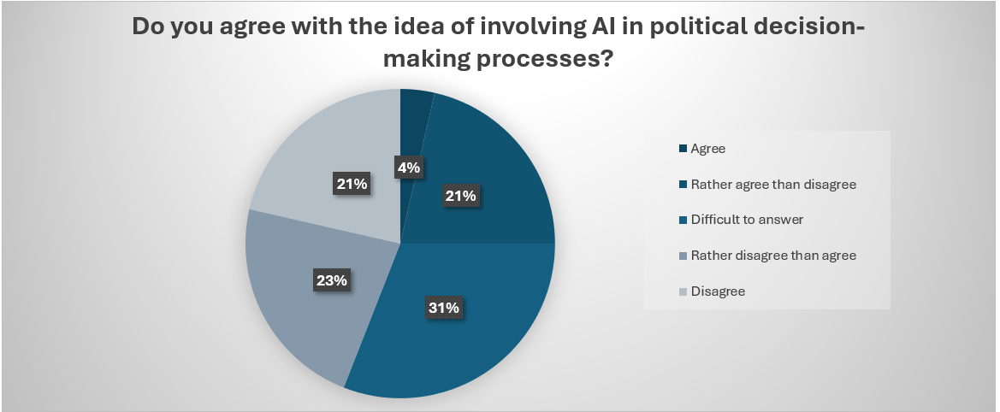 Do you agree with the idea of involving AI in political decision-
making processes?
4%
21%
21%
23%
31%
Agree
Rather agree than disagree
Difficult to answer
Rather disagree than agree
Disagree